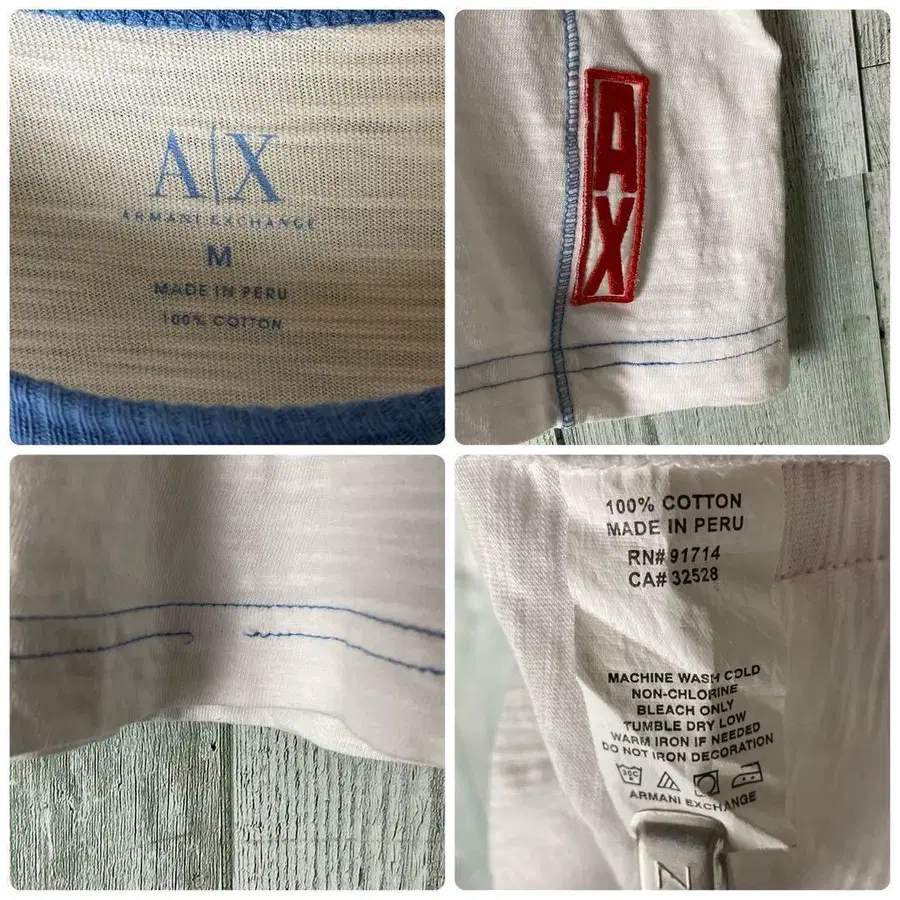 A|X
ARMANI EXCHANGE
M
MADE IN PERU
100% COTTON
AX
100% COTTON
MADE IN PERU
RN# 91714
CA# 32528
MACHINE WASH COLD
NON-CHLORINE
BLEACH ONLY
TUMBLE DRY LOW
WARM IRON IF NEEDED
DO NOT IRON DECORATION
30C
ARMANI EXCHANGE